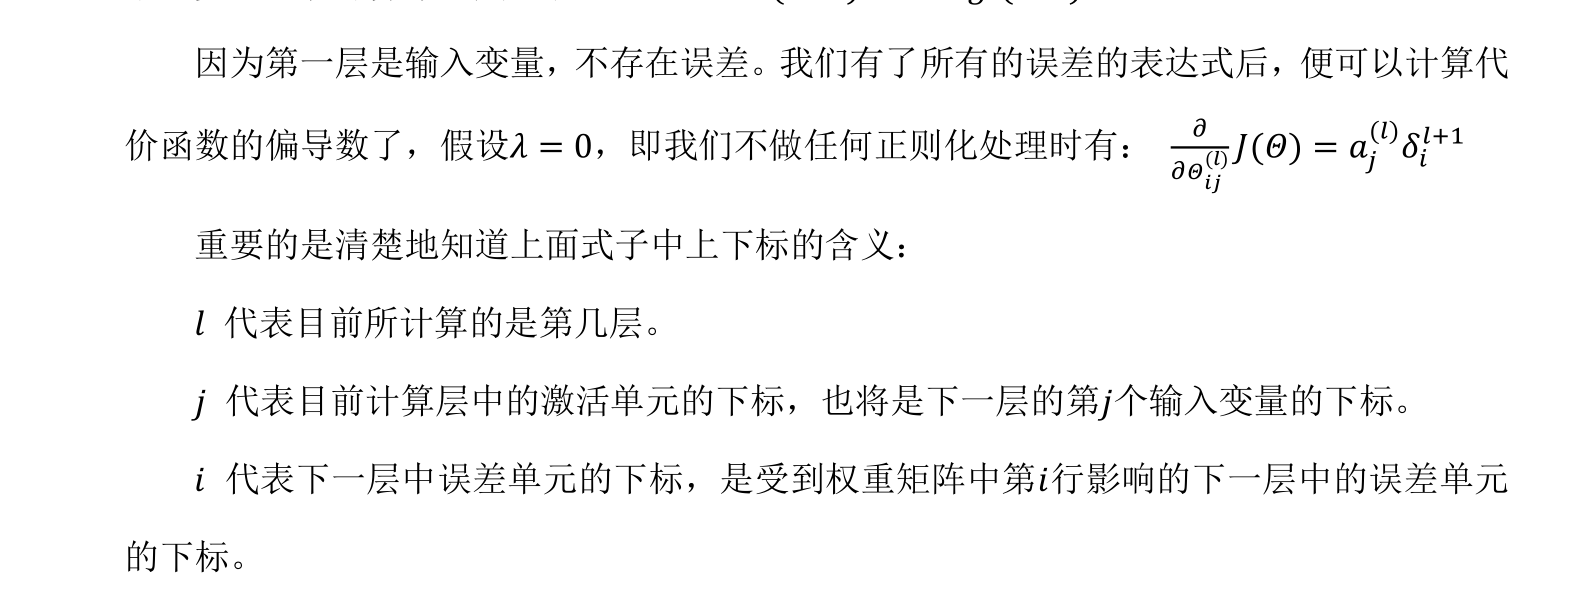 因为第一层是输入变量，不存在误差。我们有了所有的误差的表达式后，便可以计算代
价函数的偏导数了，假设λ = 0，即我们不做任何正则化处理时有： ∂/∂Θ_{ij}^{(l)} J(Θ) = a_j^{(l)} δ_i^{l+1}
重要的是清楚地知道上面式子中上下标的含义：
l 代表目前所计算的是第几层。
j 代表目前计算层中的激活单元的下标，也将是下一层的第j个输入变量的下标。
i 代表下一层中误差单元的下标，是受到权重矩阵中第i行影响的下一层中的误差单元
的下标。